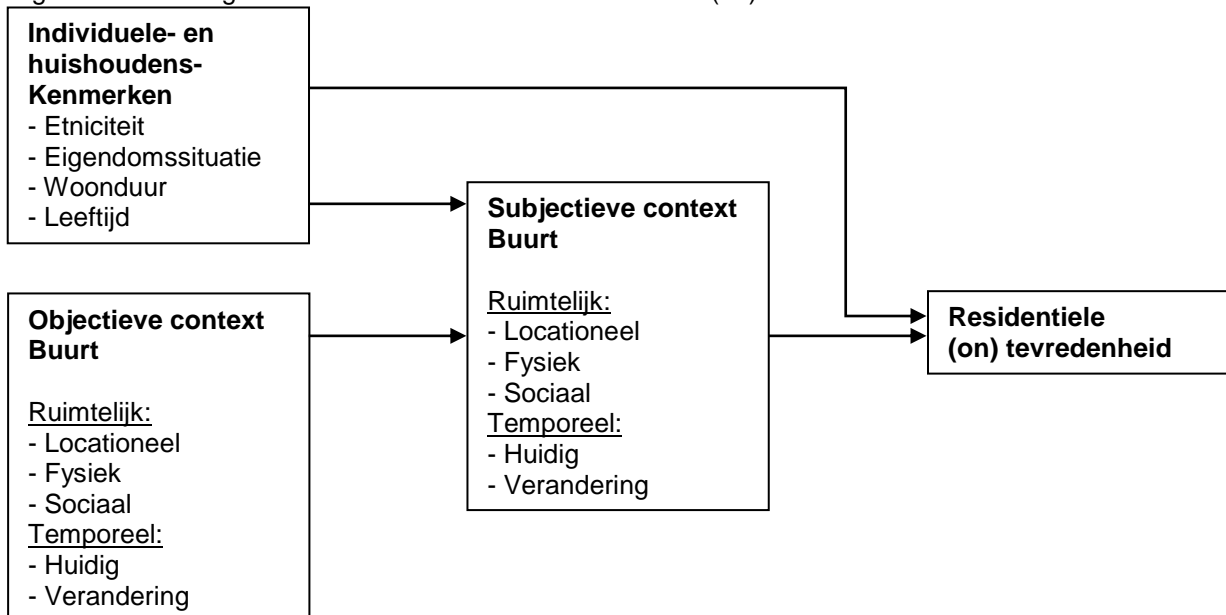 Individuele- en
huishoudens-
Kenmerken
- Etniciteit
- Eigendomssituatie
- Woonduur
- Leeftijd
Objectieve context
Buurt
Ruimtelijk:
- Locationeel
- Fysiek
- Sociaal
Temporeel:
- Huidig
- Verandering
Subjectieve context
Buurt
Ruimtelijk:
- Locationeel
- Fysiek
- Sociaal
Temporeel:
- Huidig
- Verandering
Residentiele
(on) tevredenheid